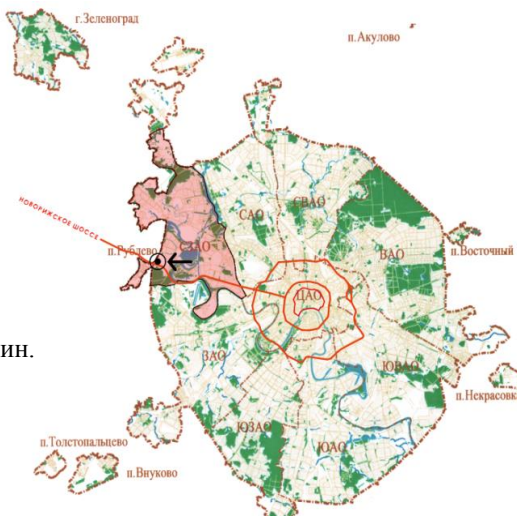 г.Зеленоград
п.Акулово
НОВОРИЖСКОЕ ШОССЕ
САО
СВАО
п.Рублево
СЗАО
ВАО
п.Восточный
ЦАО
ин.
ЗАО
ЮВАО
п.Некрасовк
ЮЗАО
ЮАО
п.Толстопальцево
п.Внуково